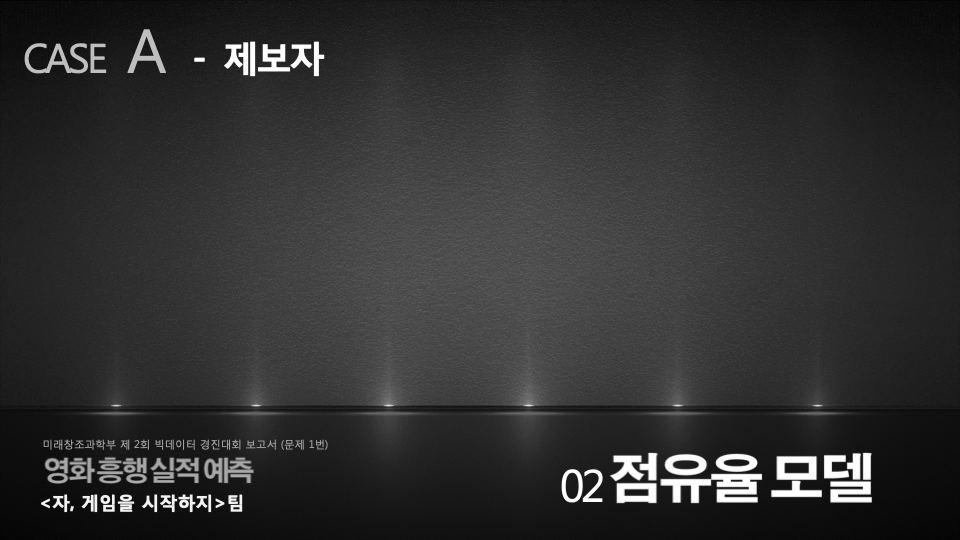 CASE A - 제보자
미래창조과학부 제 2회 빅데이터 경진대회 보고서 (문제 1번)
영화 흥행 실적 예측
<자, 게임을 시작하지>팀
02 점유율 모델